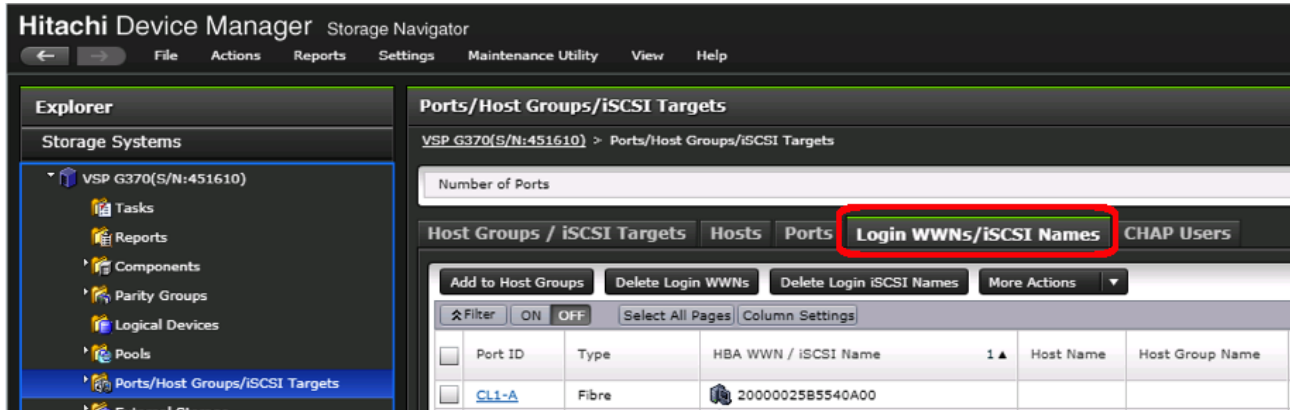 Hitachi Device Manager Storage Navigator
File Actions Reports Settings Maintenance Utility View Help
Explorer
Storage Systems
VSP G370(S/N:451610)
Tasks
Reports
Components
Parity Groups
Logical Devices
Pools
Ports/Host Groups/iSCSI Targets
Ports/Host Groups/iSCSI Targets
VSP G370(S/N:451610) > Ports/Host Groups/iSCSI Targets
Number of Ports
Host Groups / iSCSI Targets Hosts Ports Login WWNs/iSCSI Names CHAP Users
Add to Host Groups Delete Login WWNs Delete Login iSCSI Names More Actions
Filter ON OFF Select All Pages Column Settings
Port ID Type HBA WWN / iSCSI Name 1 Host Name Host Group Name
CL1-A Fibre 20000025B5540A00